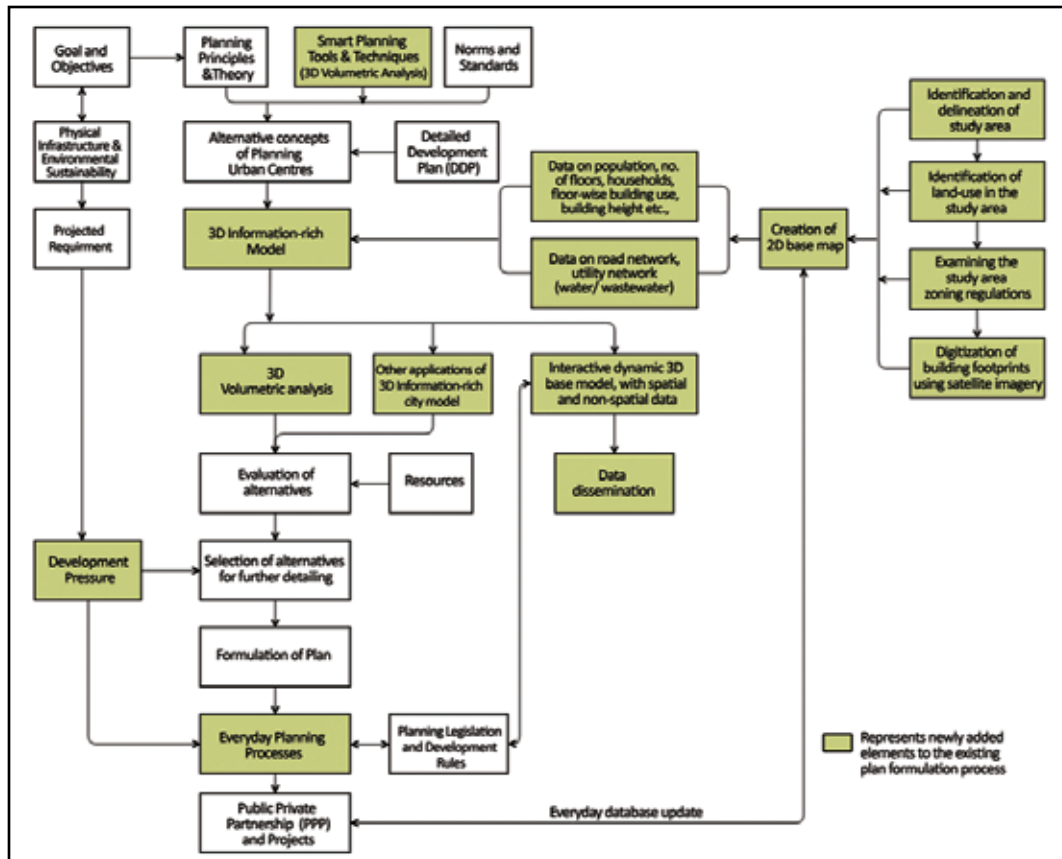 Goal and
Objectives
Planning
Principles
&Theory
Smart Planning
Tools & Techniques
(3D Volumetric Analysis)
Norms and
Standards
Physical
Infrastructure &
Environmental
Sustainability
Alternative concepts
of Planning
Urban Centres
Detailed
Development
Plan (DDP)
Projected
Requirment
3D Information-rich
Model
Data on population, no.
of floors, households,
floor-wise building use,
building height etc.,
Data on road network,
utility network
(water/ wastewater)
Creation of
2D base map
Identification and
delineation of
study area
Identification of
land-use in the
study area
Examining the
study area
zoning regulations
Digitization of
building footprints
using satellite imagery
3D
Volumetric analysis
Other applications of
3D Information-rich
city model
Interactive dynamic 3D
base model, with spatial
and non-spatial data
Evaluation of
alternatives
Resources
Data
dissemination
Development
Pressure
Selection of alternatives
for further detailing
Formulation of Plan
Everyday Planning
Processes
Planning Legislation
and Development
Rules
Public Private
Partnership (PPP)
and Projects
Everyday database update
Represents newly added
elements to the existing
plan formulation process